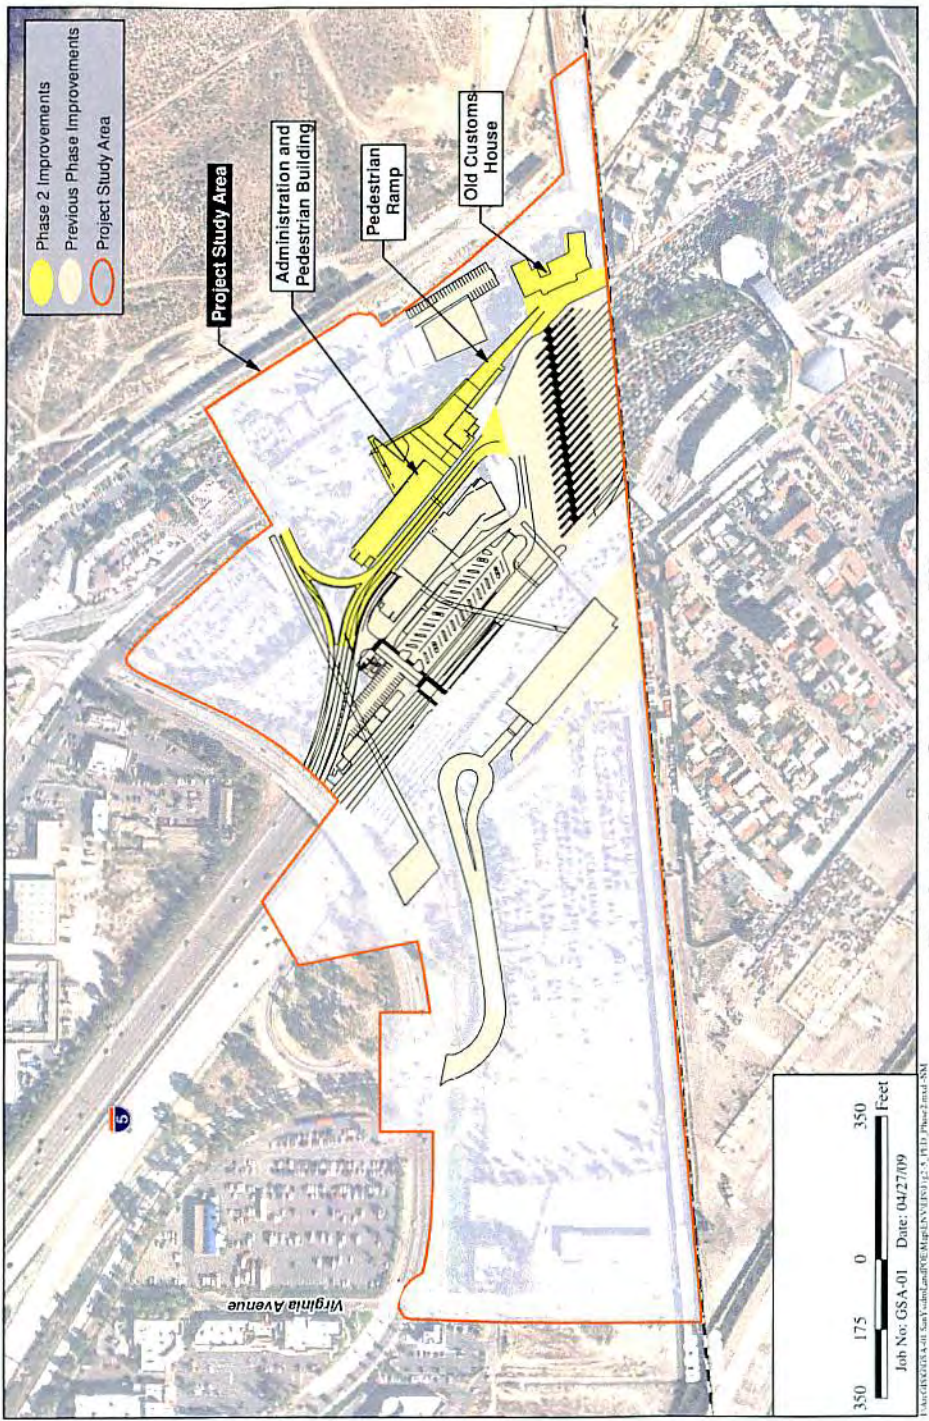 Phase 2 Improvements
Previous Phase Improvements
Project Study Area
Project Study Area
Administration and
Pedestrian Building
Pedestrian
Ramp
Old Customs
House
5
Virginia Avenue
350 175 0 350
Feet
Job No: GSA-01 Date: 04/27/09